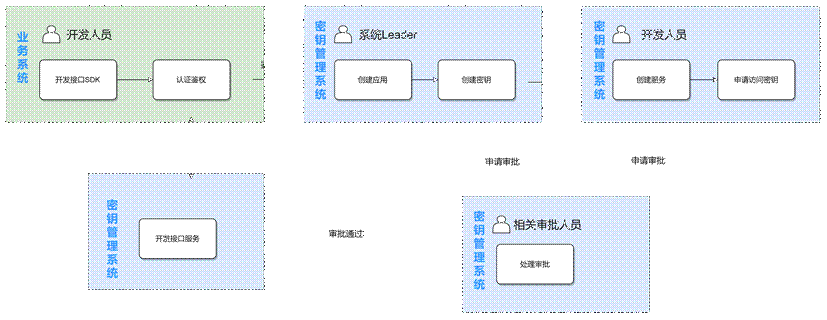 业务系统
开发人员
开发接口SDK
认证鉴权
密钥管理系统
系统Leader
创建应用
创建密钥
密钥管理系统
开发人员
创建服务
申请访问密钥
申请审批
申请审批
密钥管理系统
开发接口服务
审批通过
密钥管理系统
相关审批人员
处理审批